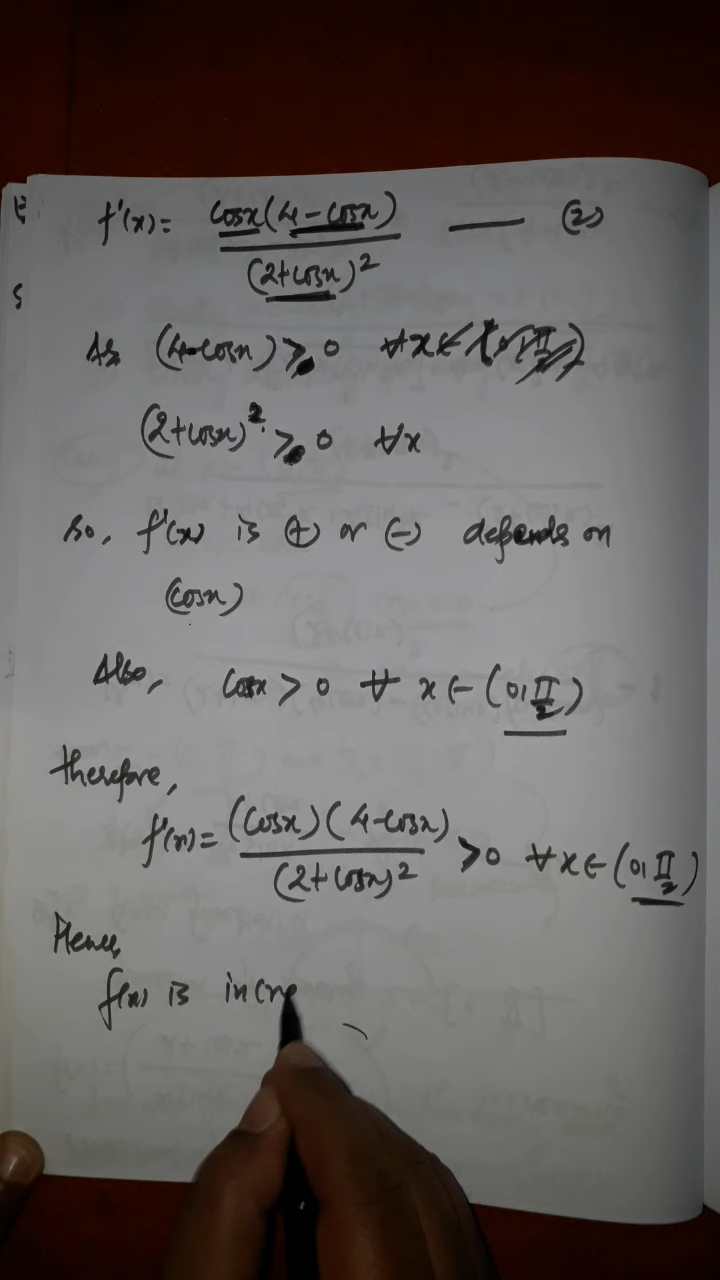 f'(x) = cosx(4-cosx) / (2+cosx)² —— (2)
As (4-cosx) > 0 ∀x
(2+cosx)² > 0 ∀x
So, f'(x) is (+) or (-) depends on
(cosx)
Also, cosx > 0 ∀ x ∈ (0, π/2)
therefore,
f'(x) = (cosx)(4-cosx) / (2+cosx)² > 0 ∀x ∈ (0, π/2)
Hence,
f(x) is incre